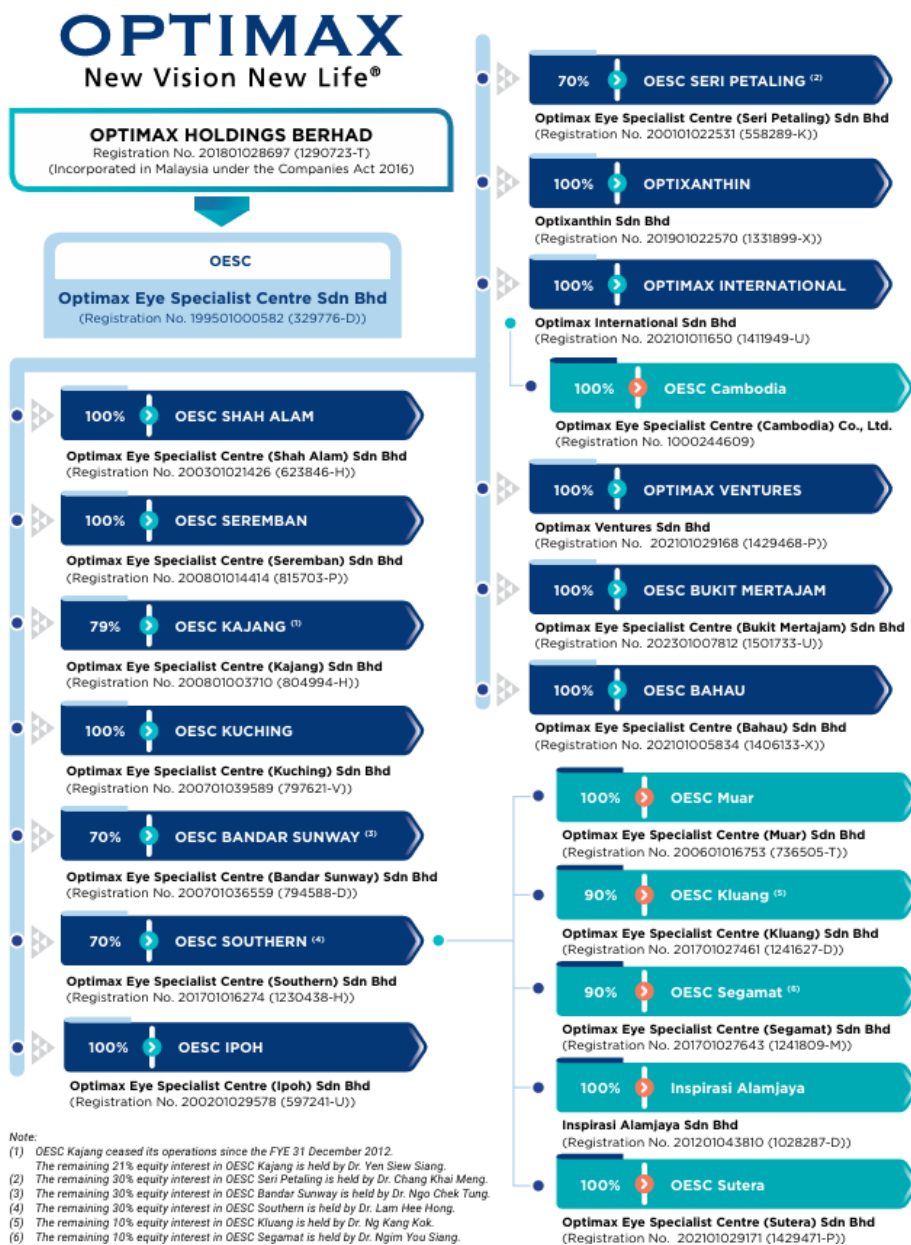 OPTIMAX
New Vision New Life®
OPTIMAX HOLDINGS BERHAD
Registration No. 201801028697 (1290723-T)
(Incorporated in Malaysia under the Companies Act 2016)
OESC
Optimax Eye Specialist Centre Sdn Bhd
(Registration No. 199501000582 (329776-D))
100% OESC SHAH ALAM
Optimax Eye Specialist Centre (Shah Alam) Sdn Bhd
(Registration No. 200301021426 (623846-H))
100% OESC SEREMBAN
Optimax Eye Specialist Centre (Seremban) Sdn Bhd
(Registration No. 200801014414 (815703-P))
79% OESC KAJANG (1)
Optimax Eye Specialist Centre (Kajang) Sdn Bhd
(Registration No. 200801003710 (804994-H))
100% OESC KUCHING
Optimax Eye Specialist Centre (Kuching) Sdn Bhd
(Registration No. 200701039589 (797621-V))
70% OESC BANDAR SUNWAY (3)
Optimax Eye Specialist Centre (Bandar Sunway) Sdn Bhd
(Registration No. 200701036559 (794588-D))
70% OESC SOUTHERN (4)
Optimax Eye Specialist Centre (Southern) Sdn Bhd
(Registration No. 201701016274 (1230438-H))
100% OESC IPOH
Optimax Eye Specialist Centre (Ipoh) Sdn Bhd
(Registration No. 200201029578 (597241-U))
70% OESC SERI PETALING (2)
Optimax Eye Specialist Centre (Seri Petaling) Sdn Bhd
(Registration No. 200101022531 (558289-K))
100% OPTIXANTHIN
Optixanthin Sdn Bhd
(Registration No. 201901022570 (1331899-X))
100% OPTIMAX INTERNATIONAL
Optimax International Sdn Bhd
(Registration No. 202101011650 (1411949-U)
100% OESC Cambodia
Optimax Eye Specialist Centre (Cambodia) Co., Ltd.
(Registration No. 1000244609)
100% OPTIMAX VENTURES
Optimax Ventures Sdn Bhd
(Registration No. 202101029168 (1429468-P))
100% OESC BUKIT MERTAJAM
Optimax Eye Specialist Centre (Bukit Mertajam) Sdn Bhd
(Registration No. 202301007812 (1501733-U))
100% OESC BAHAU
Optimax Eye Specialist Centre (Bahau) Sdn Bhd
(Registration No. 202101005834 (1406133-X))
100% OESC Muar
Optimax Eye Specialist Centre (Muar) Sdn Bhd
(Registration No. 200601016753 (736505-T))
90% OESC Kluang (5)
Optimax Eye Specialist Centre (Kluang) Sdn Bhd
(Registration No. 201701027461 (1241627-D))
90% OESC Segamat (6)
Optimax Eye Specialist Centre (Segamat) Sdn Bhd
(Registration No. 201701027643 (1241809-M))
100% Inspirasi Alamjaya
Inspirasi Alamjaya Sdn Bhd
(Registration No. 201201043810 (1028287-D))
100% OESC Sutera
Optimax Eye Specialist Centre (Sutera) Sdn Bhd
(Registration No. 202101029171 (1429471-P))
Note:
(1) OESC Kajang ceased its operations since the FYE 31 December 2012.
The remaining 21% equity interest in OESC Kajang is held by Dr. Yen Siew Siang.
(2) The remaining 30% equity interest in OESC Seri Petaling is held by Dr. Chang Khai Meng.
(3) The remaining 30% equity interest in OESC Bandar Sunway is held by Dr. Ngo Chek Tung.
(4) The remaining 30% equity interest in OESC Southern is held by Dr. Lam Hee Hong.
(5) The remaining 10% equity interest in OESC Kluang is held by Dr. Ng Kang Kok.
(6) The remaining 10% equity interest in OESC Segamat is held by Dr. Ngim You Siang.